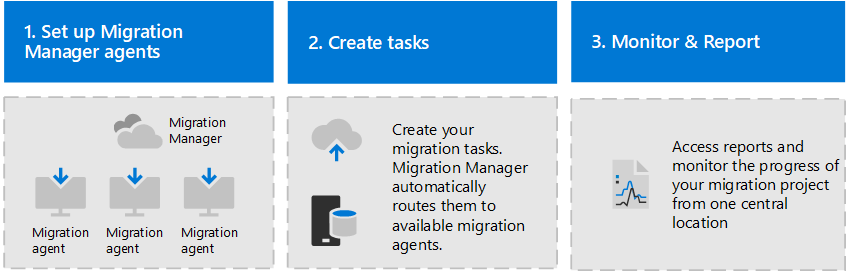 1. Set up Migration
Manager agents
2. Create tasks
3. Monitor & Report
Migration
Manager
Migration
agent
Migration
agent
Migration
agent
Create your
migration tasks.
Migration Manager
automatically
routes them to
available migration
agents.
Access reports and
monitor the progress of
your migration project
from one central
location